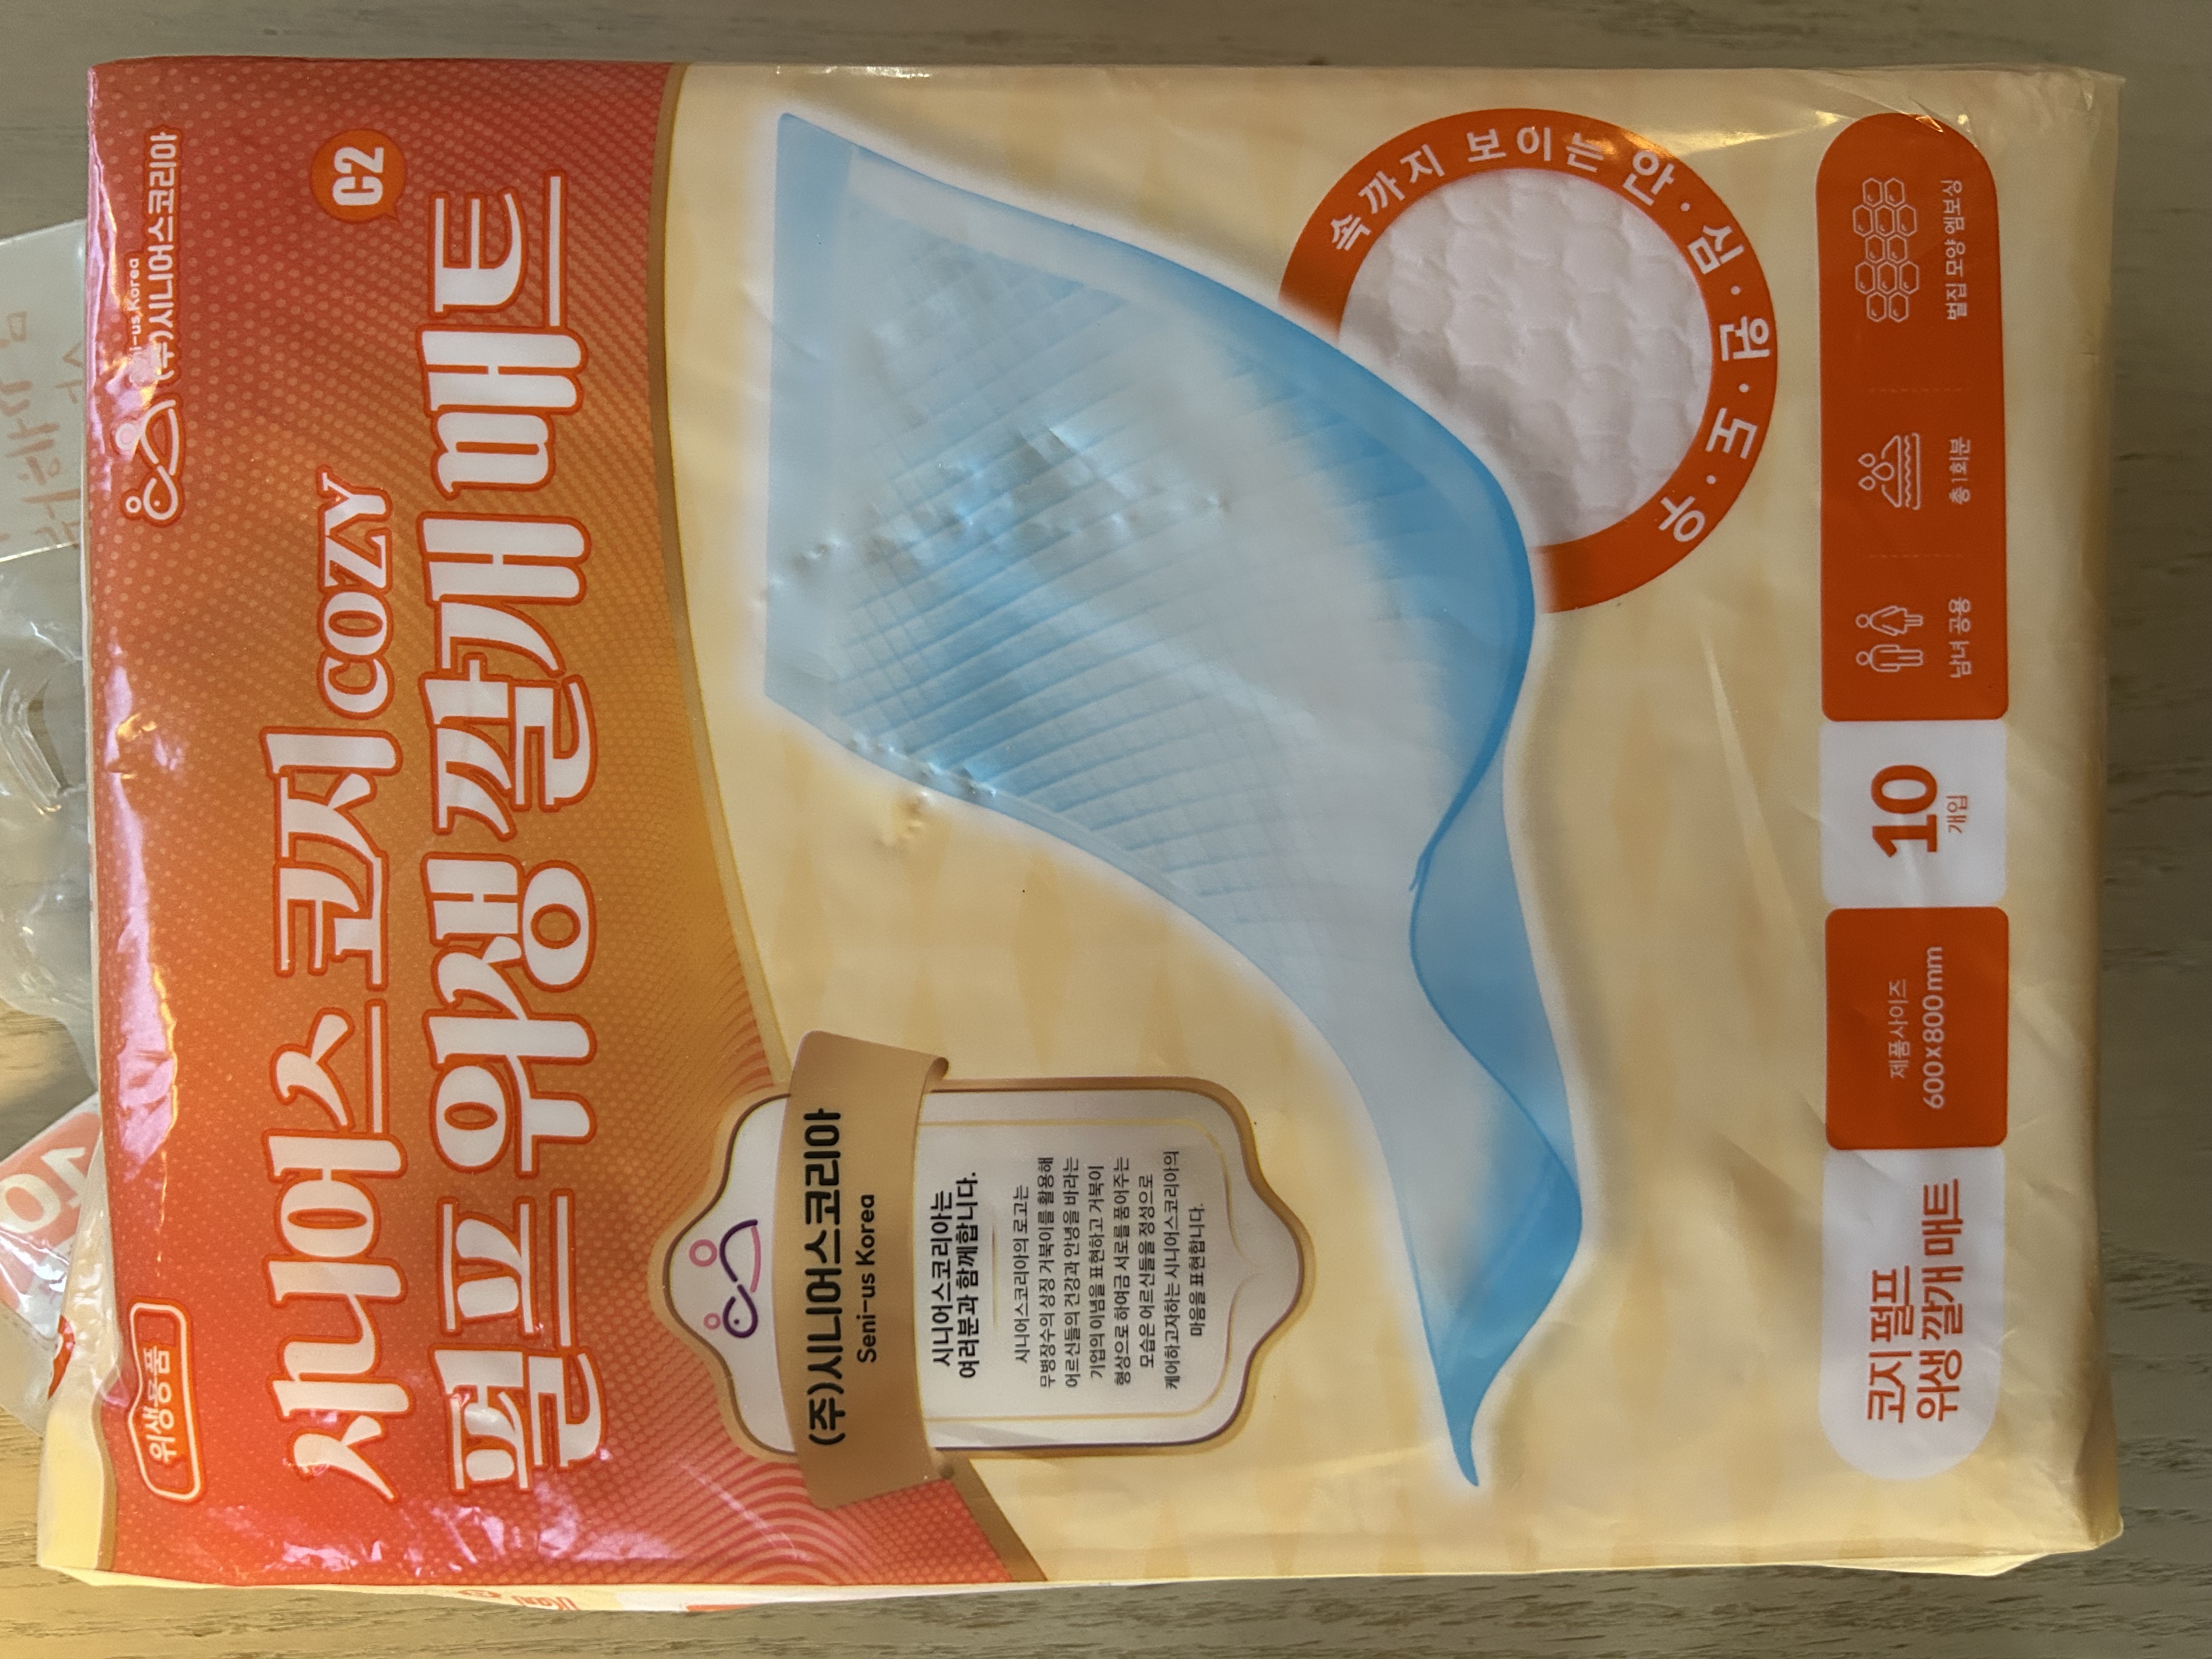 위생용품
Seni-us Korea
(주)시니어스코리아
시니어스 코지 COZY C2
펄프 위생 깔개 매트
(주)시니어스코리아
Seni-us Korea
시니어스코리아는
여러분과 함께합니다.
시니어스코리아의 로고는
무병장수의 상징 거북이를 활용해
어르신들의 건강과 안녕을 바라는
기업의 이념을 표현하고 거북이
형상으로 하여금 서로를 품어주는
모습은 어르신들을 정성으로
케어하고자하는 시니어스코리아의
마음을 표현합니다.
속까지 보이는 안·심·원·도·우
코지 펄프
위생 깔개 매트
제품사이즈
600x800mm
10
개입
남녀 공용
총 1회분
벌집 모양 엠보싱